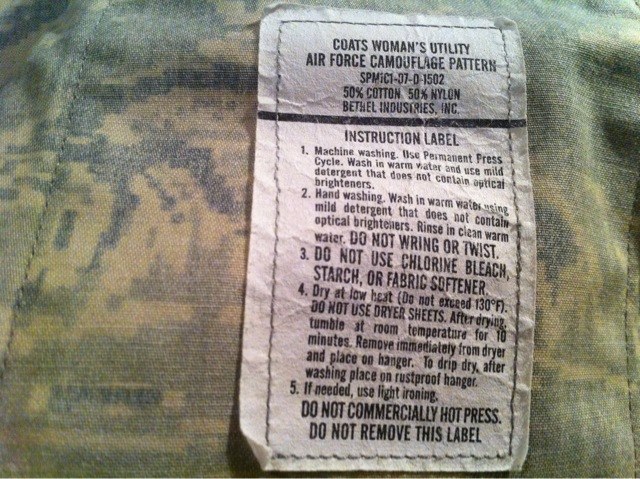 COATS WOMAN'S UTILITY
AIR FORCE CAMOUFLAGE PATTERN
SPM1C1-07-D-1502
50% COTTON 50% NYLON
BETHEL INDUSTRIES, INC.
INSTRUCTION LABEL
1. Machine washing. Use Permanent Press
Cycle. Wash in warm water and use mild
detergent that does not contain optical
brighteners.
2. Hand washing. Wash in warm water using
mild detergent that does not contain
optical brighteners. Rinse in clean warm
water. DO NOT WRING OR TWIST.
3. DO NOT USE CHLORINE BLEACH,
STARCH, OR FABRIC SOFTENER.
4. Dry at low heat (Do not exceed 130°F).
DO NOT USE DRYER SHEETS. After drying,
tumble at room temperature for 10
minutes. Remove immediately from dryer
and place on hanger. To drip dry, after
washing place on rustproof hanger.
5. If needed, use light ironing.
DO NOT COMMERCIALLY HOT PRESS.
DO NOT REMOVE THIS LABEL